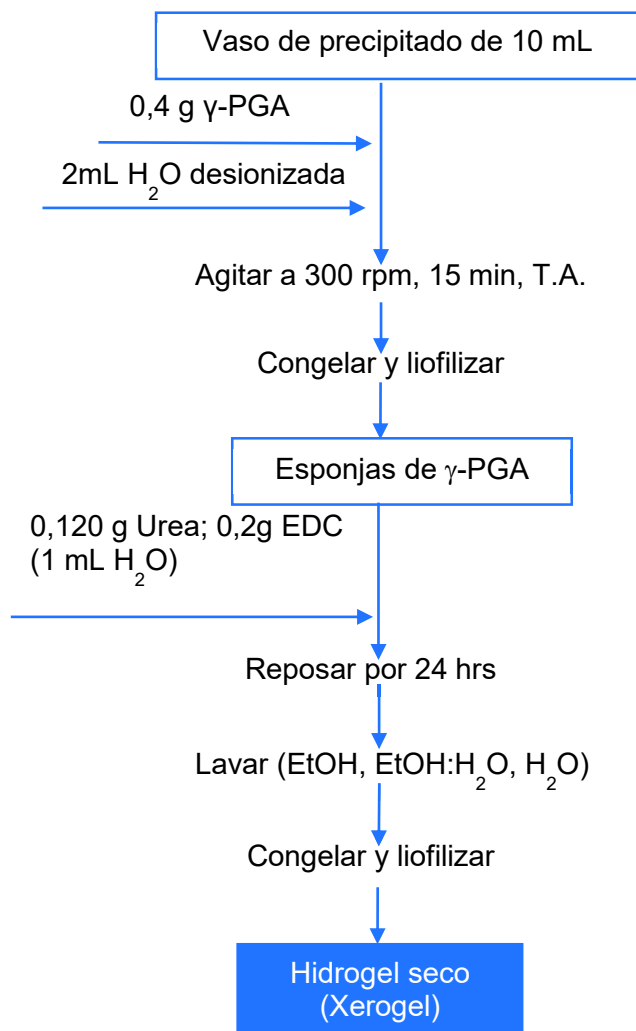 Vaso de precipitado de 10 mL
0,4 g γ-PGA
2mL H₂O desionizada
Agitar a 300 rpm, 15 min, T.A.
Congelar y liofilizar
Esponjas de γ-PGA
0,120 g Urea; 0,2g EDC
(1 mL H₂O)
Reposar por 24 hrs
Lavar (EtOH, EtOH:H₂O, H₂O)
Congelar y liofilizar
Hidrogel seco
(Xerogel)